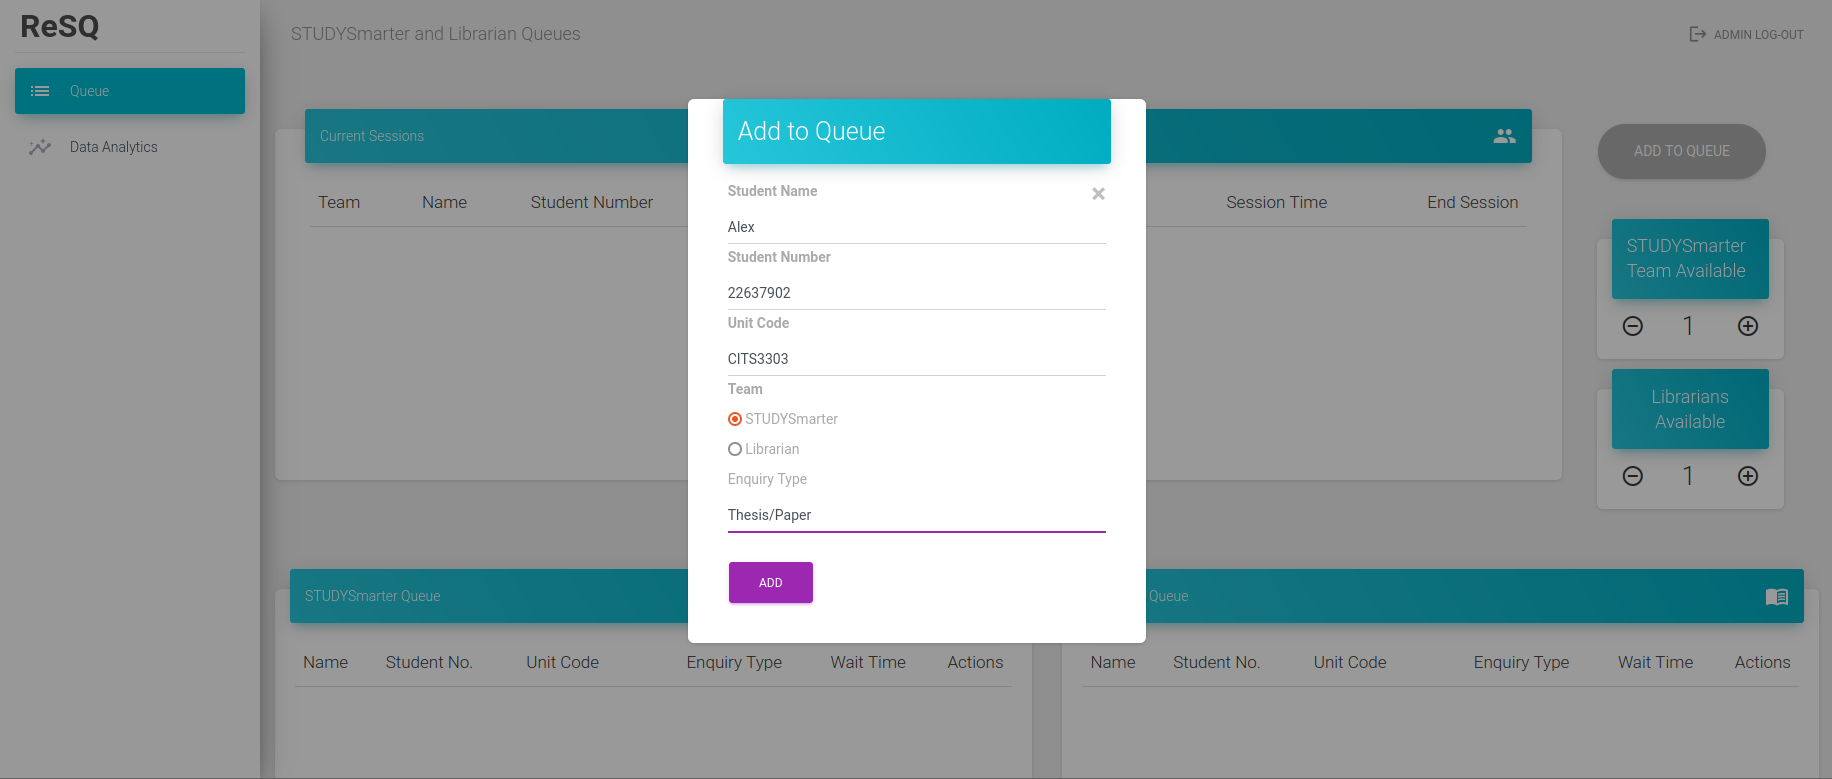 ReSQ
STUDYSmarter and Librarian Queues
ADMIN LOG-OUT
Queue
Data Analytics
Current Sessions
Team Name Student Number Session Time End Session
ADD TO QUEUE
STUDYSmarter
Team Available
1
Librarians
Available
1
Add to Queue
Student Name
Alex
Student Number
22637902
Unit Code
CITS3303
Team
STUDYSmarter
Librarian
Enquiry Type
Thesis/Paper
ADD
STUDYSmarter Queue
Name Student No. Unit Code Enquiry Type Wait Time Actions
Queue
Name Student No. Unit Code Enquiry Type Wait Time Actions